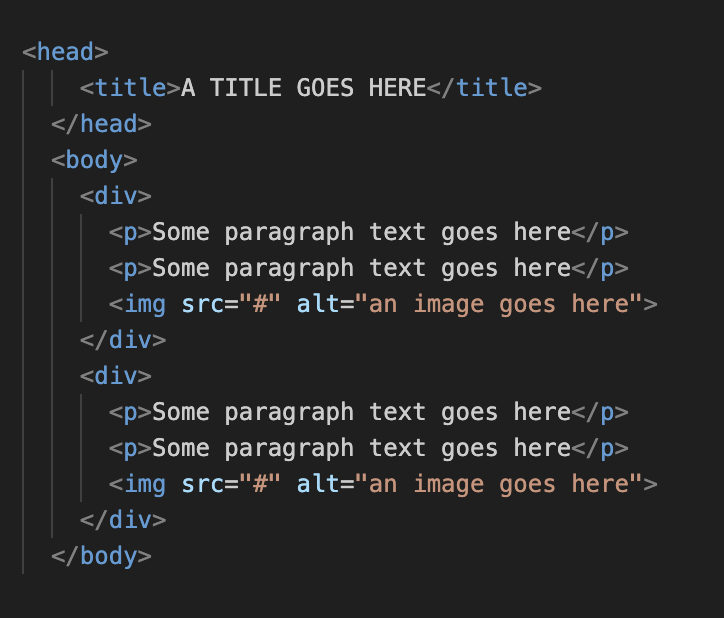 <head>
<title>A TITLE GOES HERE</title>
</head>
<body>
<div>
<p>Some paragraph text goes here</p>
<p>Some paragraph text goes here</p>
<img src="#" alt="an image goes here">
</div>
<div>
<p>Some paragraph text goes here</p>
<p>Some paragraph text goes here</p>
<img src="#" alt="an image goes here">
</div>
</body>